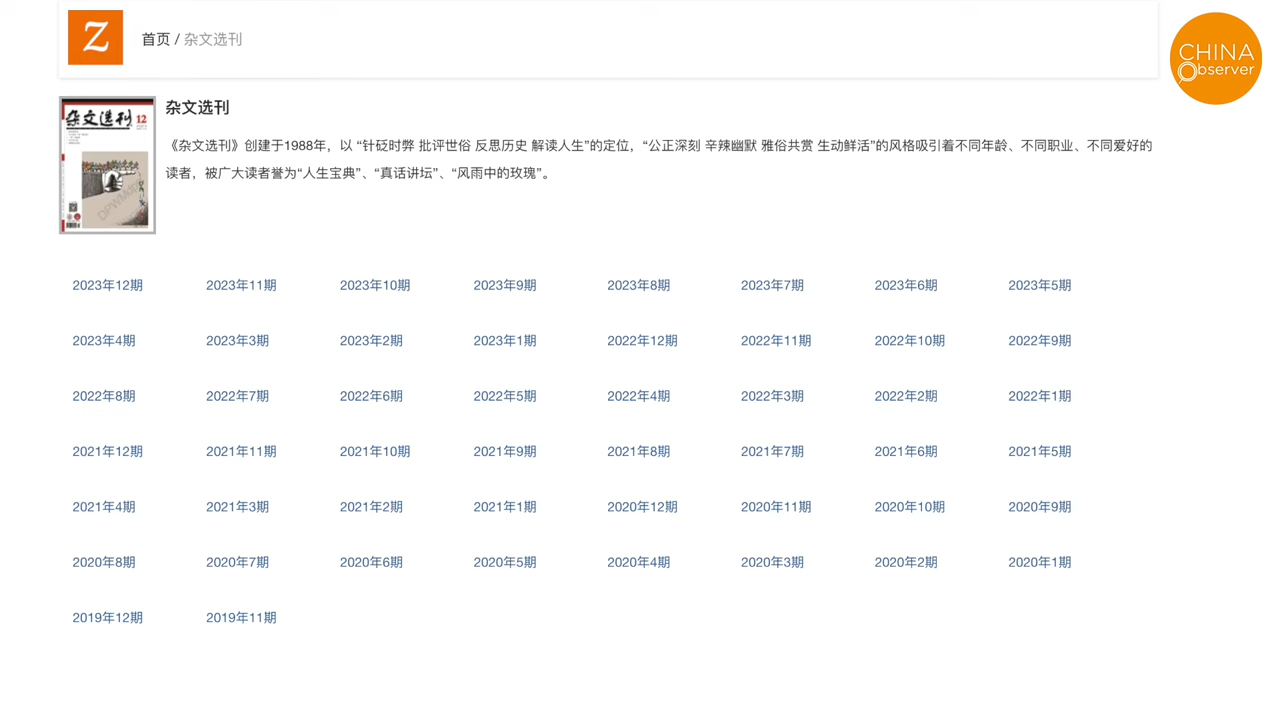 Z
首页 / 杂文选刊
CHINA
Observer
杂文选刊 12
杂文选刊
《杂文选刊》创建于1988年，以 “针砭时弊 批评世俗 反思历史 解读人生”的定位，“公正深刻 辛辣幽默 雅俗共赏 生动鲜活”的风格吸引着不同年龄、不同职业、不同爱好的
读者，被广大读者誉为“人生宝典”、“真话讲坛”、“风雨中的玫瑰”。
2023年12期 2023年11期 2023年10期 2023年9期 2023年8期 2023年7期 2023年6期 2023年5期
2023年4期 2023年3期 2023年2期 2023年1期 2022年12期 2022年11期 2022年10期 2022年9期
2022年8期 2022年7期 2022年6期 2022年5期 2022年4期 2022年3期 2022年2期 2022年1期
2021年12期 2021年11期 2021年10期 2021年9期 2021年8期 2021年7期 2021年6期 2021年5期
2021年4期 2021年3期 2021年2期 2021年1期 2020年12期 2020年11期 2020年10期 2020年9期
2020年8期 2020年7期 2020年6期 2020年5期 2020年4期 2020年3期 2020年2期 2020年1期
2019年12期 2019年11期